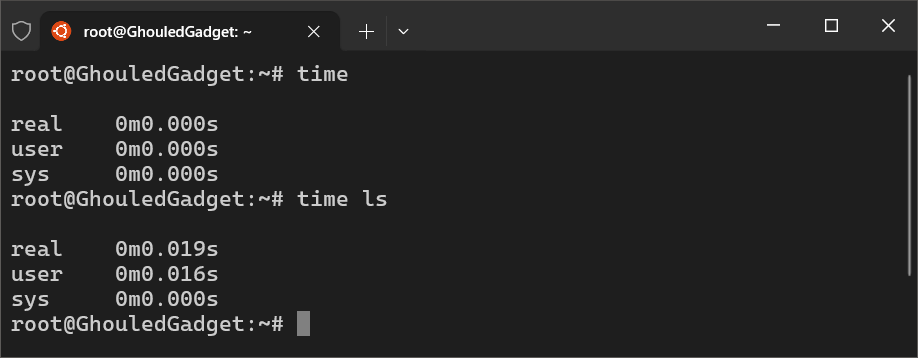 root@GhouledGadget: ~
root@GhouledGadget:~# time
real    0m0.000s
user    0m0.000s
sys     0m0.000s
root@GhouledGadget:~# time ls
real    0m0.019s
user    0m0.016s
sys     0m0.000s
root@GhouledGadget:~#